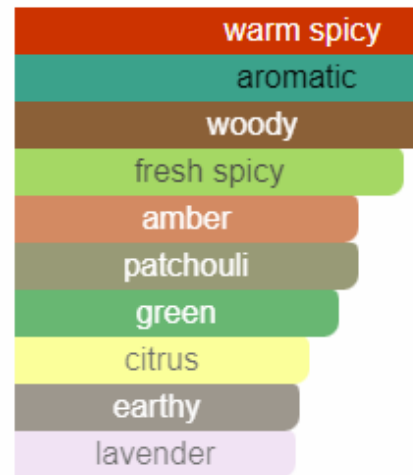 warm spicy
aromatic
woody
fresh spicy
amber
patchouli
green
citrus
earthy
lavender